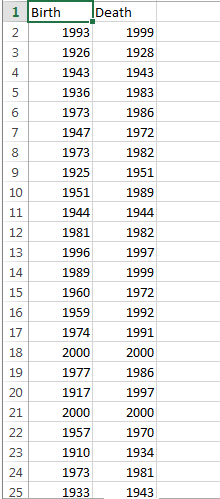 1 Birth Death
2 1993 1999
3 1926 1928
4 1943 1943
5 1936 1983
6 1973 1986
7 1947 1972
8 1973 1982
9 1925 1951
10 1951 1989
11 1944 1944
12 1981 1982
13 1996 1997
14 1989 1999
15 1960 1972
16 1959 1992
17 1974 1991
18 2000 2000
19 1977 1986
20 1917 1997
21 2000 2000
22 1957 1970
23 1910 1934
24 1973 1981
25 1933 1943